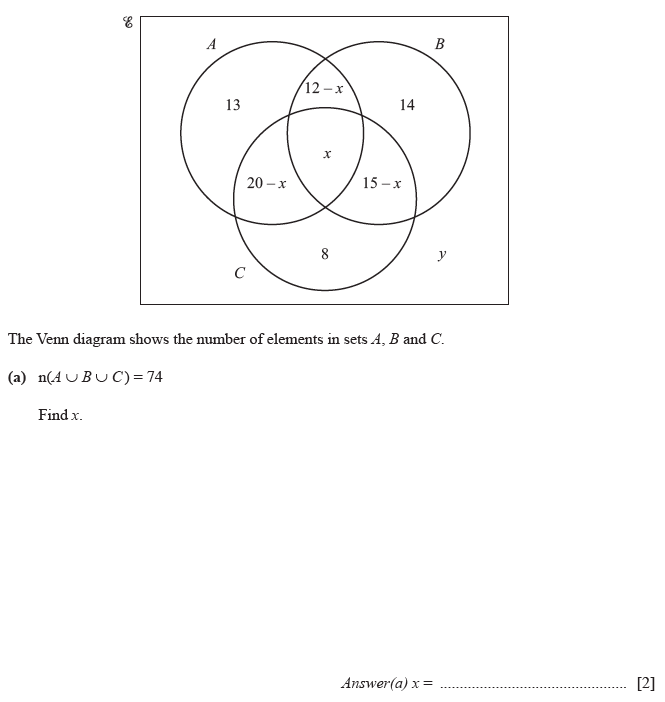 ℰ
A B
12 – x
13 14
x
20 – x 15 – x
8 y
C
The Venn diagram shows the number of elements in sets A, B and C.
(a) n(A ∪ B ∪ C) = 74
Find x.
Answer(a) x = ................................................ [2]